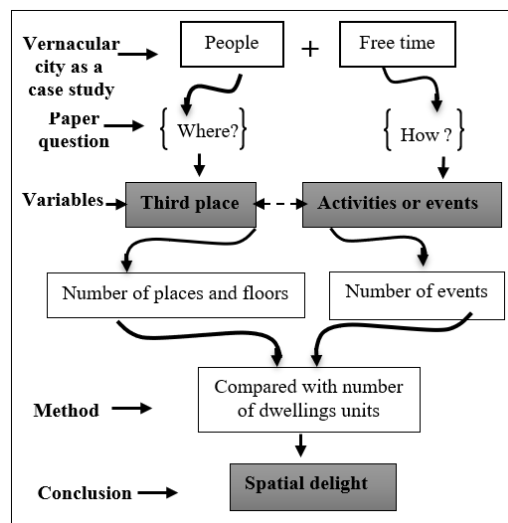 Vernacular
city as a
case study
People
+
Free time
Paper
question
{ Where? }
{ How ? }
Variables
Third place
Activities or events
Number of places and floors
Number of events
Method
Compared with number
of dwellings units
Conclusion
Spatial delight